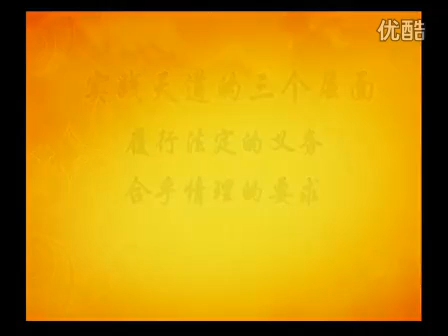 优酷
实践天道的三个层面
履行法定的义务
合乎情理的要求